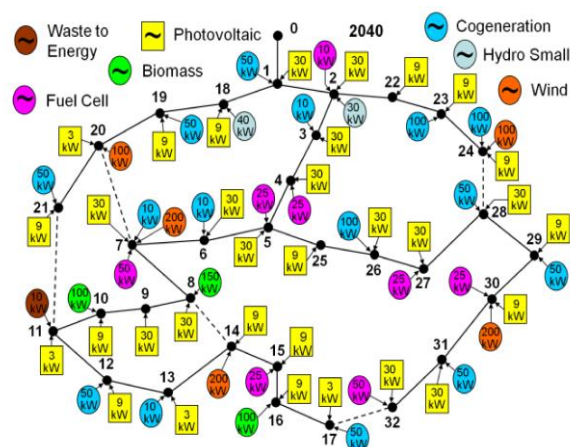 0
2040
Waste to
Energy
Photovoltaic
Biomass
Fuel Cell
Cogeneration
Hydro Small
Wind
50
kW
30
kW
1
10
kW
30
kW
2
30
kW
22
9
kW
23
9
kW
18
9
kW
40
kW
19
9
kW
50
kW
20
3
kW
100
kW
10
kW
3
30
kW
100
kW
100
kW
100
kW
24
9
kW
50
kW
21
9
kW
4
30
kW
25
kW
25
kW
50
kW
28
30
kW
30
kW
10
kW
200
kW
7
50
kW
10
kW
30
kW
6
5
30
kW
25
9
kW
100
kW
30
kW
26
30
kW
25
kW
27
29
9
kW
50
kW
10
kW
11
3
kW
100
kW
10
9
kW
9
30
kW
8
150
kW
30
kW
25
kW
30
9
kW
200
kW
14
9
kW
200
kW
15
9
kW
25
kW
12
50
kW
9
kW
13
10
kW
3
kW
9
kW
16
100
kW
3
kW
17
50
kW
50
kW
30
kW
32
31
30
kW
50
kW